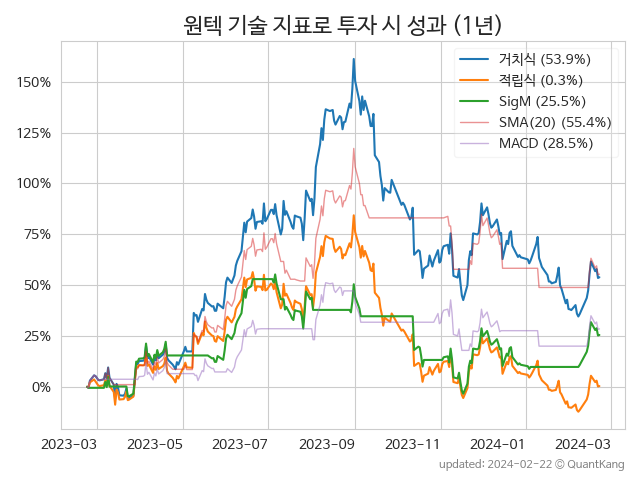 원텍 기술 지표로 투자 시 성과 (1년)
거치식 (53.9%)
적립식 (0.3%)
SigM (25.5%)
SMA(20) (55.4%)
MACD (28.5%)
150%
125%
100%
75%
50%
25%
0%
2023-03 2023-05 2023-07 2023-09 2023-11 2024-01 2024-03
updated: 2024-02-22 © QuantKang